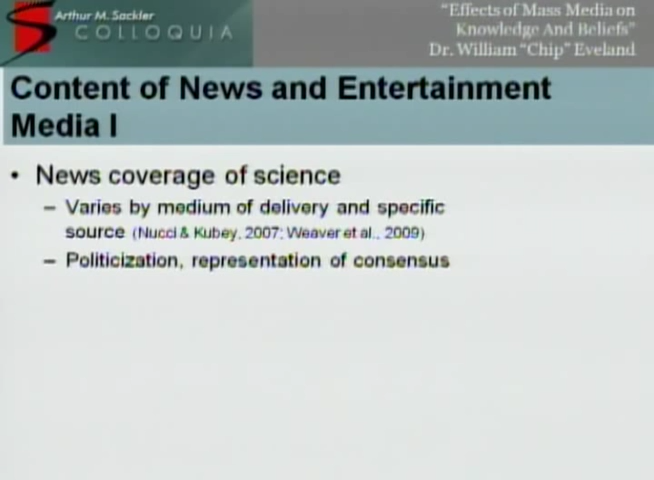 Arthur M. Sackler
COLLOQUIA
"Effects of Mass Media on
Knowledge And Beliefs"
Dr. William "Chip" Eveland
Content of News and Entertainment
Media I
• News coverage of science
– Varies by medium of delivery and specific
source (Nucci & Kubey, 2007; Weaver et al., 2009)
– Politicization, representation of consensus